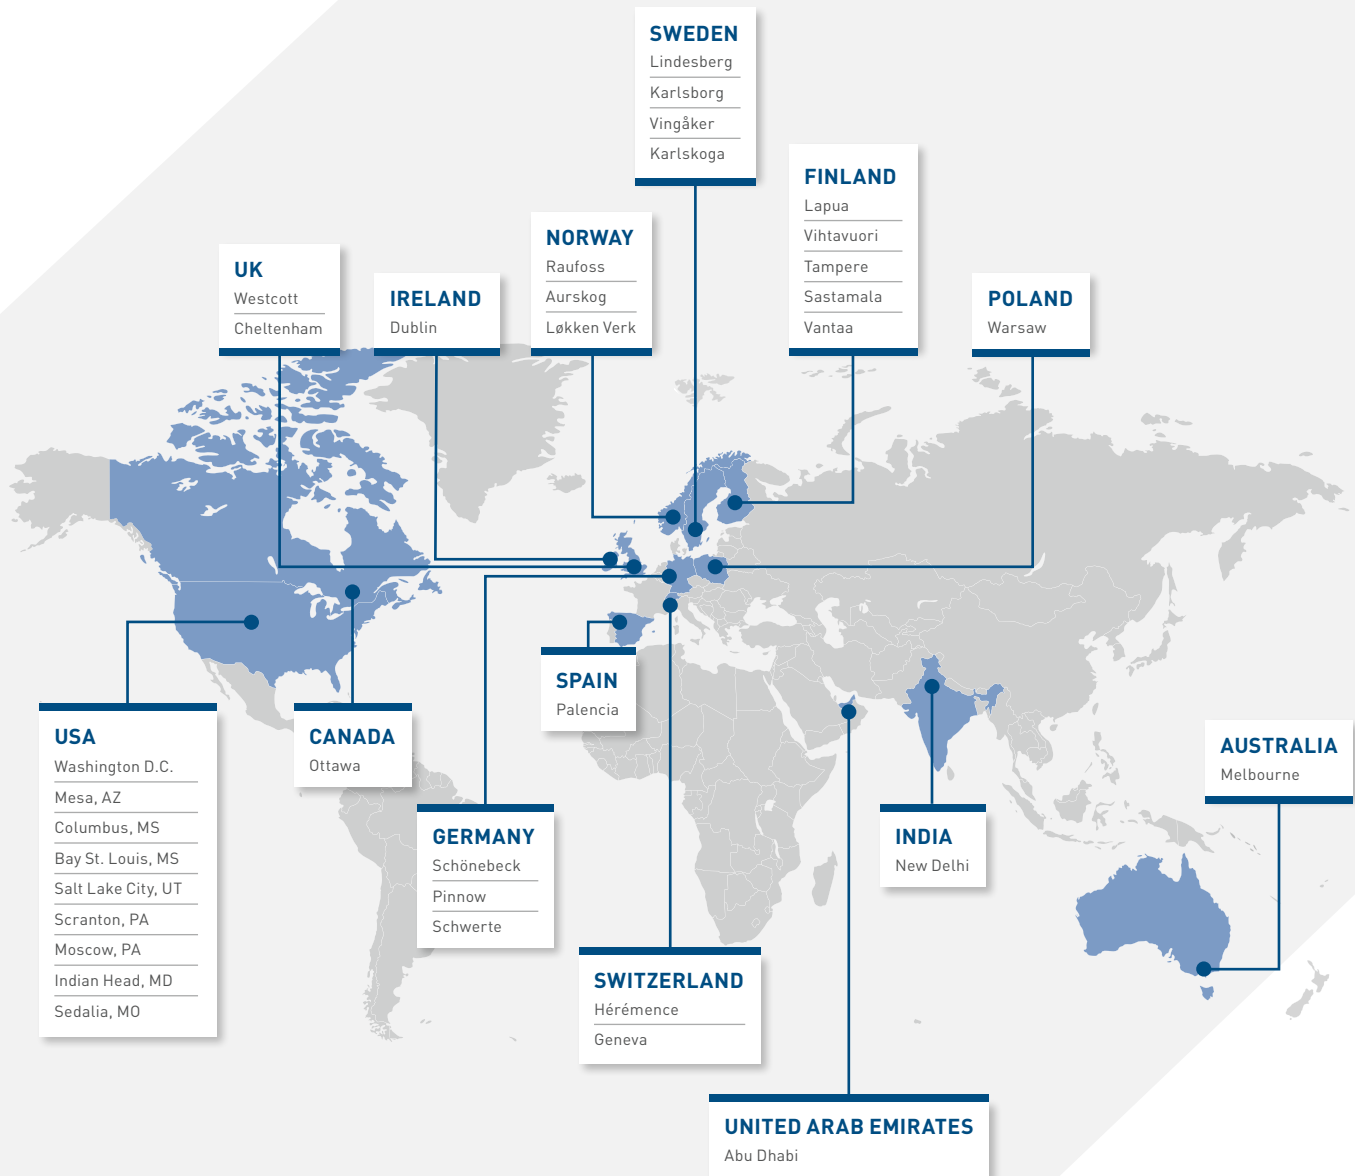 SWEDEN
Lindesberg
Karlsborg
Vingåker
Karlskoga
FINLAND
Lapua
Vihtavuori
Tampere
Sastamala
Vantaa
NORWAY
Raufoss
Aurskog
Løkken Verk
UK
Westcott
Cheltenham
IRELAND
Dublin
POLAND
Warsaw
SPAIN
Palencia
USA
Washington D.C.
Mesa, AZ
Columbus, MS
Bay St. Louis, MS
Salt Lake City, UT
Scranton, PA
Moscow, PA
Indian Head, MD
Sedalia, MO
CANADA
Ottawa
GERMANY
Schönebeck
Pinnow
Schwerte
SWITZERLAND
Hérémence
Geneva
INDIA
New Delhi
AUSTRALIA
Melbourne
UNITED ARAB EMIRATES
Abu Dhabi